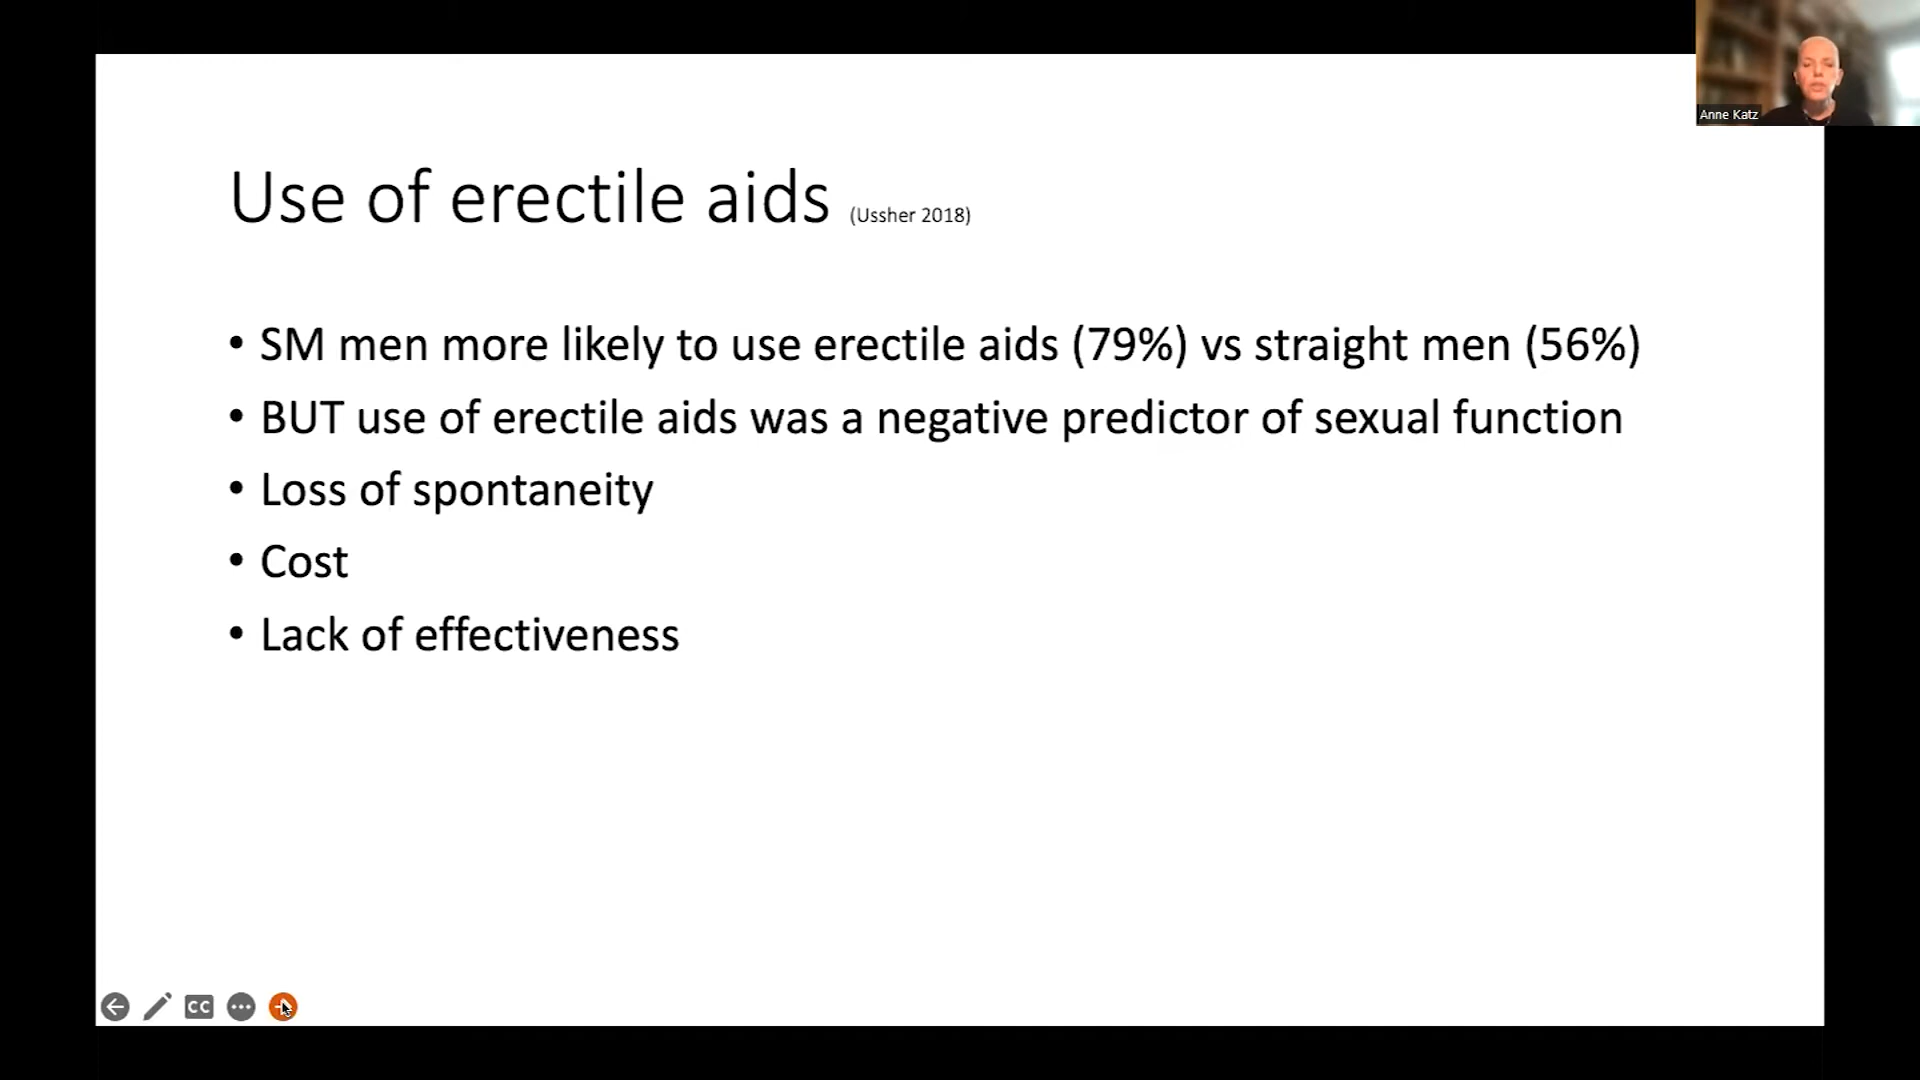 Anne Katz
Use of erectile aids (Ussher 2018)
• SM men more likely to use erectile aids (79%) vs straight men (56%)
• BUT use of erectile aids was a negative predictor of sexual function
• Loss of spontaneity
• Cost
• Lack of effectiveness
CC